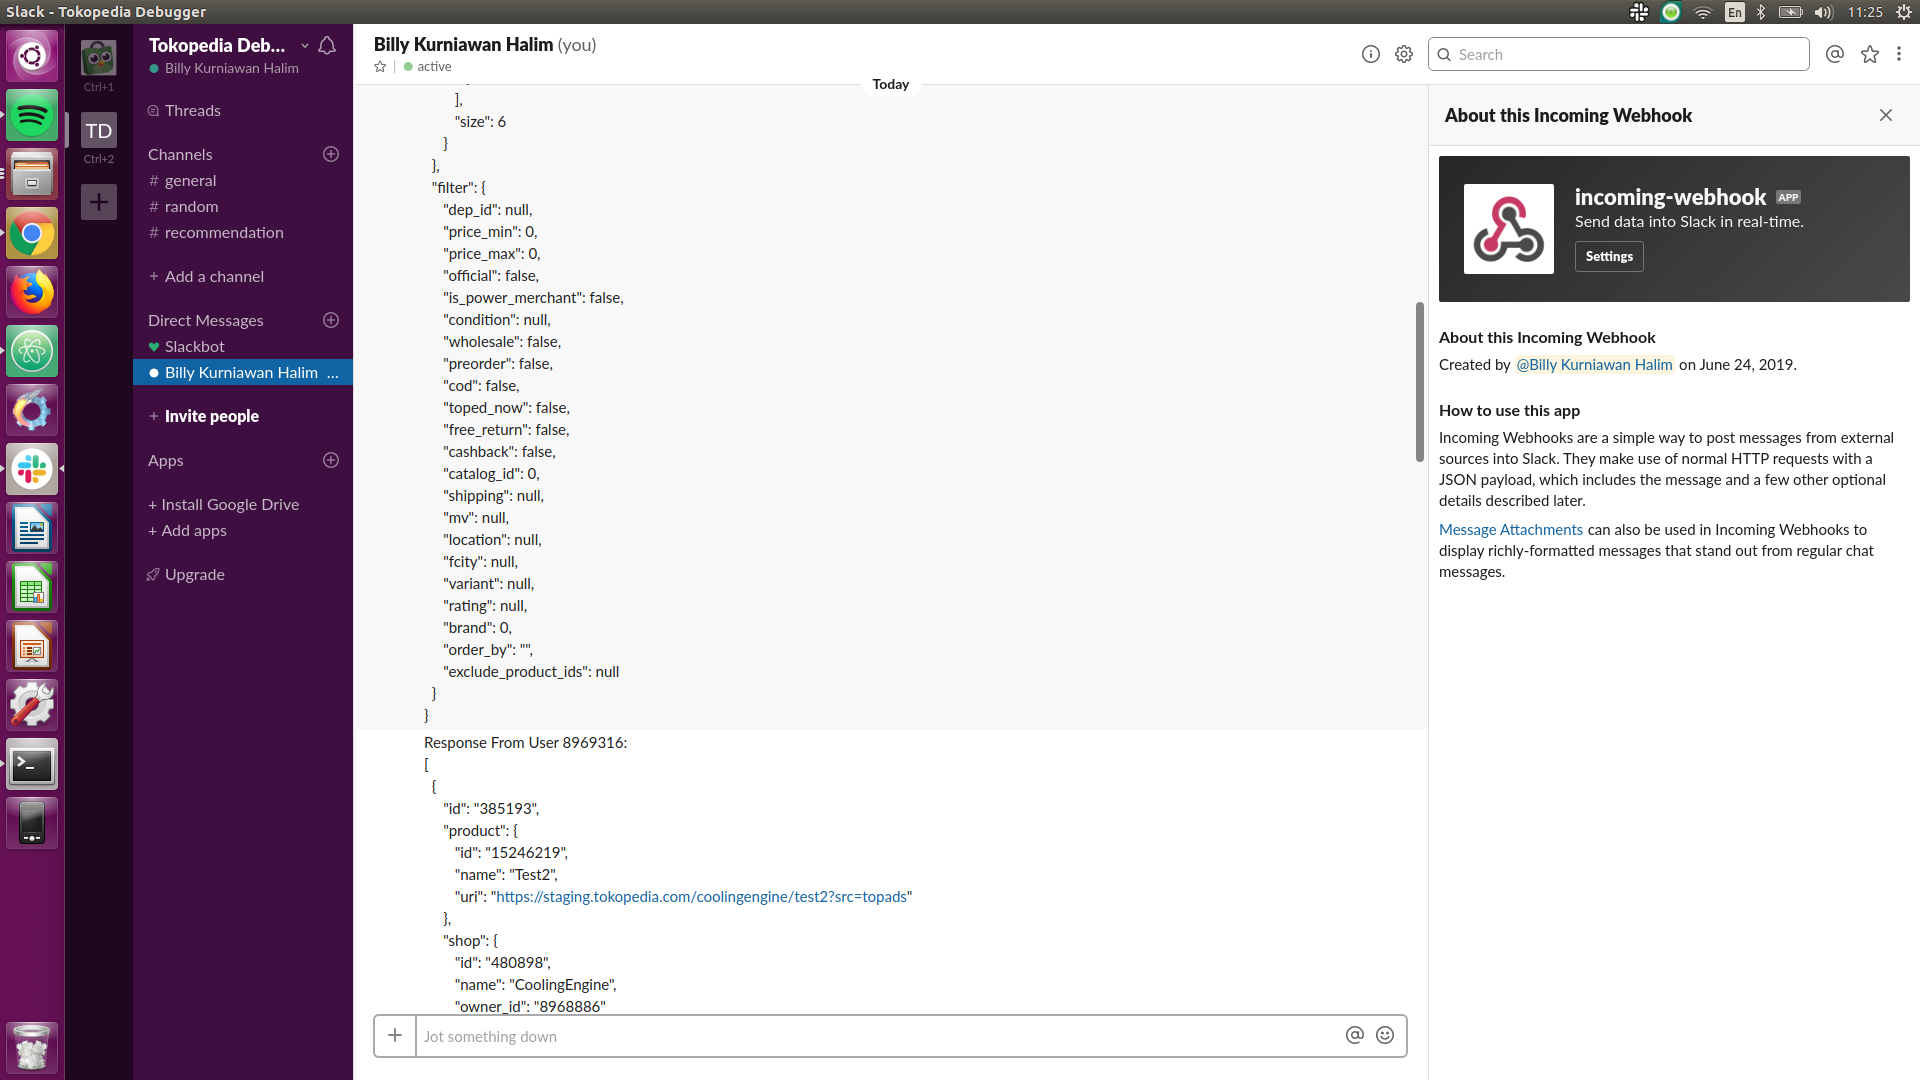 Slack - Tokopedia Debugger
En
11:25
Ctrl+1
TD
Ctrl+2
Tokopedia Deb...
Billy Kurniawan Halim
Threads
Channels
# general
# random
# recommendation
+ Add a channel
Direct Messages
Slackbot
Billy Kurniawan Halim ...
+ Invite people
Apps
+ Install Google Drive
+ Add apps
Upgrade
Billy Kurniawan Halim (you)
active
Search
Today
],
"size": 6
}
},
"filter": {
"dep_id": null,
"price_min": 0,
"price_max": 0,
"official": false,
"is_power_merchant": false,
"condition": null,
"wholesale": false,
"preorder": false,
"cod": false,
"toped_now": false,
"free_return": false,
"cashback": false,
"catalog_id": 0,
"shipping": null,
"mv": null,
"location": null,
"fcity": null,
"variant": null,
"rating": null,
"brand": 0,
"order_by": "",
"exclude_product_ids": null
}
}
Response From User 8969316:
[
{
"id": "385193",
"product": {
"id": "15246219",
"name": "Test2",
"uri": "https://staging.tokopedia.com/coolingengine/test2?src=topads"
},
"shop": {
"id": "480898",
"name": "CoolingEngine",
"owner_id": "8968886"
Jot something down
About this Incoming Webhook
incoming-webhook APP
Send data into Slack in real-time.
Settings
About this Incoming Webhook
Created by @Billy Kurniawan Halim on June 24, 2019.
How to use this app
Incoming Webhooks are a simple way to post messages from external
sources into Slack. They make use of normal HTTP requests with a
JSON payload, which includes the message and a few other optional
details described later.
Message Attachments can also be used in Incoming Webhooks to
display richly-formatted messages that stand out from regular chat
messages.